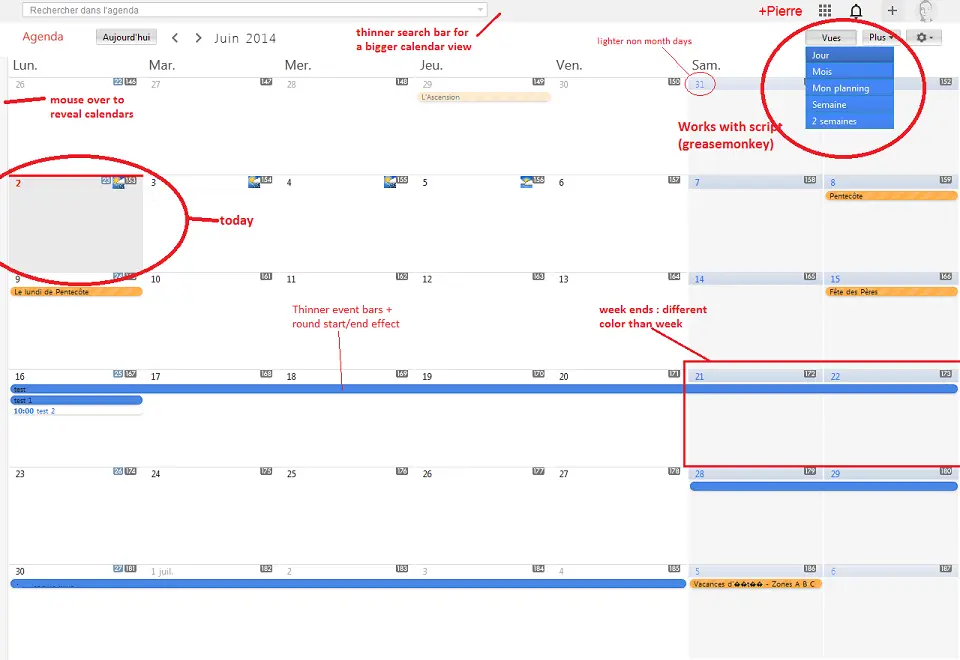 Rechercher dans l'agenda
+Pierre
thinner search bar for
a bigger calendar view
Agenda
Aujourd'hui
Juin 2014
lighter non month days
Vues
Plus
Jour
Mois
Mon planning
Semaine
2 semaines
Lun. Mar. Mer. Jeu. Ven. Sam.
26 22 146 27 147 28 148 29 149 30 150 31 152
L'Ascension
mouse over to
reveal calendars
Works with script
(greasemonkey)
2 23 153 3 154 4 155 5 156 6 157 7 158 8 159
Pentecôte
today
9 24 160 10 161 11 162 12 163 13 164 14 165 15 166
Le lundi de Pentecôte
Fête des Pères
Thinner event bars +
round start/end effect
week ends : different
color than week
16 25 167 17 168 18 169 19 170 20 171 21 172 22 173
test
test 1
10:00 test 2
23 26 174 24 175 25 176 26 177 27 178 28 179 29 180
30 27 181 1 juil. 182 2 183 3 184 4 185 5 186 6 187
Vacances d'��t�� - Zones A B C